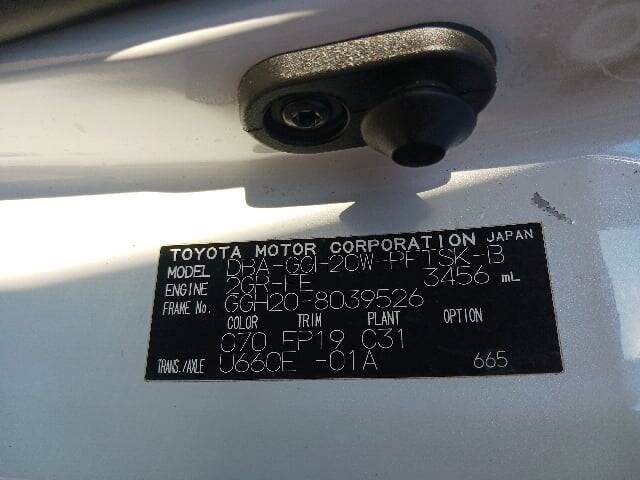 TOYOTA MOTOR CORPORATION JAPAN
MODEL DBA-GGH20W-PFTSK-B
ENGINE 2GR-FE 3456 mL
FRAME No. GGH20-8039526
COLOR TRIM PLANT
070 FP19 C31
TRANS./AXLE U660E -01A 665